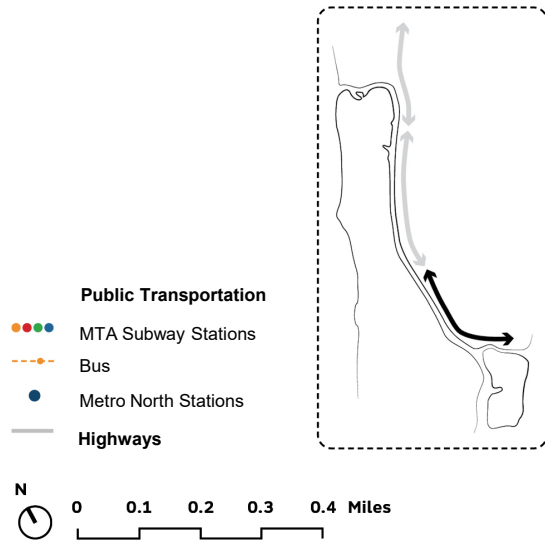 Public Transportation
MTA Subway Stations
Bus
Metro North Stations
Highways
N
0 0.1 0.2 0.3 0.4 Miles